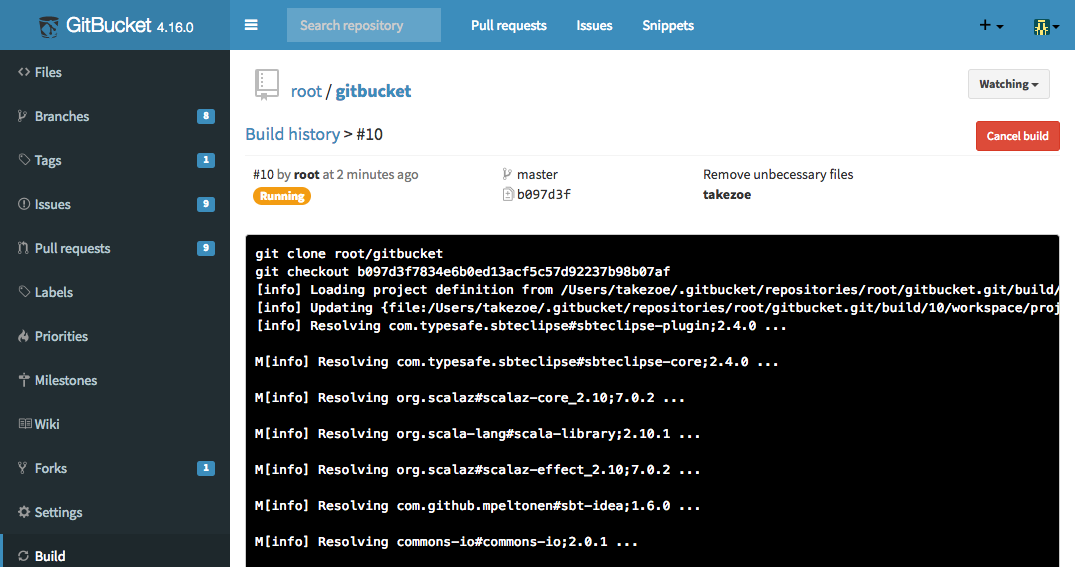 GitBucket 4.16.0
Search repository
Pull requests
Issues
Snippets
+
Files
Branches 8
Tags 1
Issues 9
Pull requests 9
Labels
Priorities
Milestones
Wiki
Forks 1
Settings
Build
root / gitbucket
Watching
Build history > #10
Cancel build
#10 by root at 2 minutes ago
Running
master
b097d3f
Remove unbecessary files
takezoe
git clone root/gitbucket
git checkout b097d3f7834e6b0ed13acf5c57d92237b98b07af
[info] Loading project definition from /Users/takezoe/.gitbucket/repositories/root/gitbucket.git/build/
[info] Updating {file:/Users/takezoe/.gitbucket/repositories/root/gitbucket.git/build/10/workspace/proj
[info] Resolving com.typesafe.sbteclipse#sbteclipse-plugin;2.4.0 ...
M[info] Resolving com.typesafe.sbteclipse#sbteclipse-core;2.4.0 ...
M[info] Resolving org.scalaz#scalaz-core_2.10;7.0.2 ...
M[info] Resolving org.scala-lang#scala-library;2.10.1 ...
M[info] Resolving org.scalaz#scalaz-effect_2.10;7.0.2 ...
M[info] Resolving com.github.mpeltonen#sbt-idea;1.6.0 ...
M[info] Resolving commons-io#commons-io;2.0.1 ...